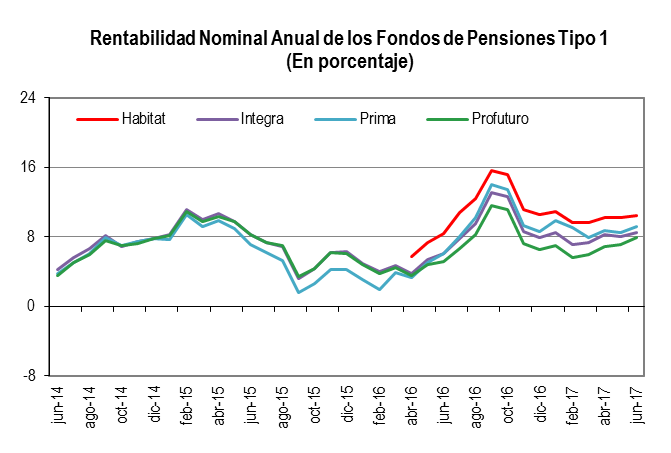 Rentabilidad Nominal Anual de los Fondos de Pensiones Tipo 1
(En porcentaje)
24
Habitat Integra Prima Profuturo
16
8
0
-8
jun-14 ago-14 oct-14 dic-14 feb-15 abr-15 jun-15 ago-15 oct-15 dic-15 feb-16 abr-16 jun-16 ago-16 oct-16 dic-16 feb-17 abr-17 jun-17